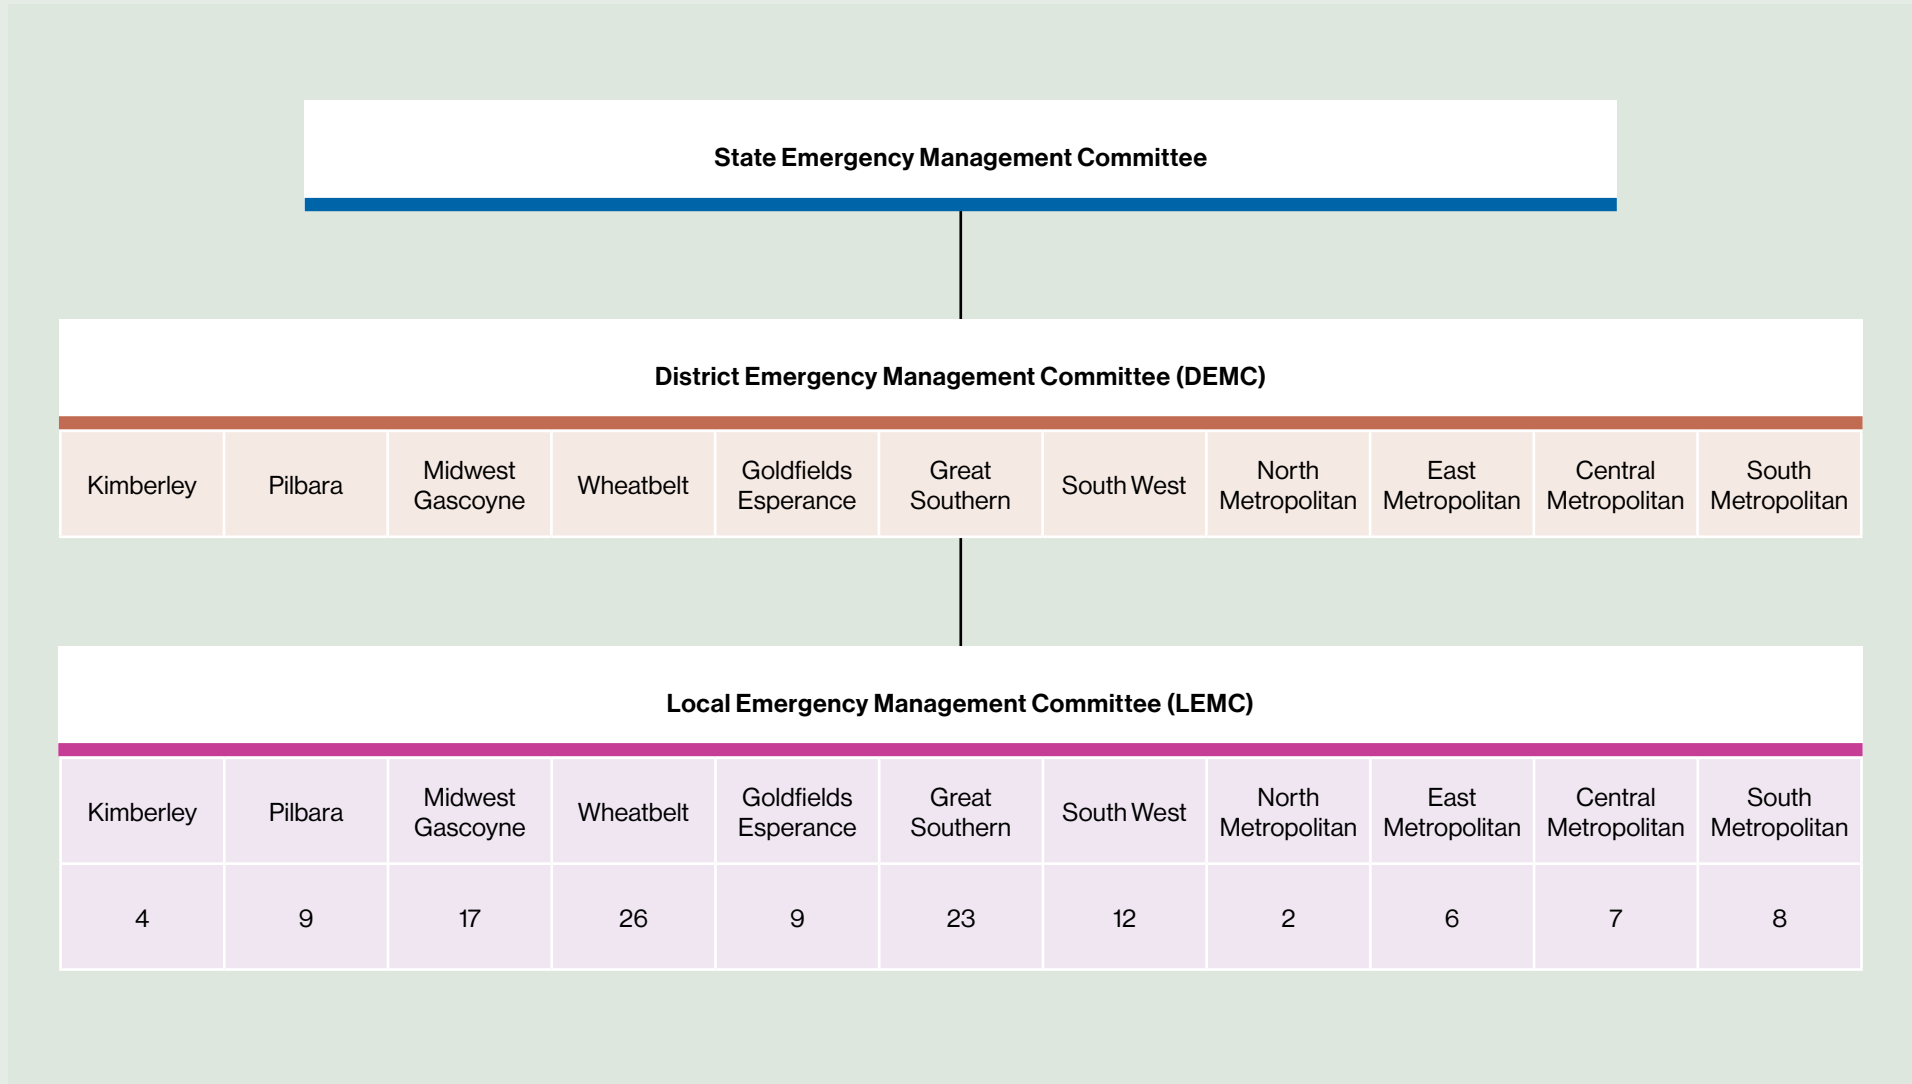 State Emergency Management Committee
District Emergency Management Committee (DEMC)
Kimberley
Pilbara
Midwest
Gascoyne
Wheatbelt
Goldfields
Esperance
Great
Southern
South West
North
Metropolitan
East
Metropolitan
Central
Metropolitan
South
Metropolitan
Local Emergency Management Committee (LEMC)
Kimberley
Pilbara
Midwest
Gascoyne
Wheatbelt
Goldfields
Esperance
Great
Southern
South West
North
Metropolitan
East
Metropolitan
Central
Metropolitan
South
Metropolitan
4
9
17
26
9
23
12
2
6
7
8